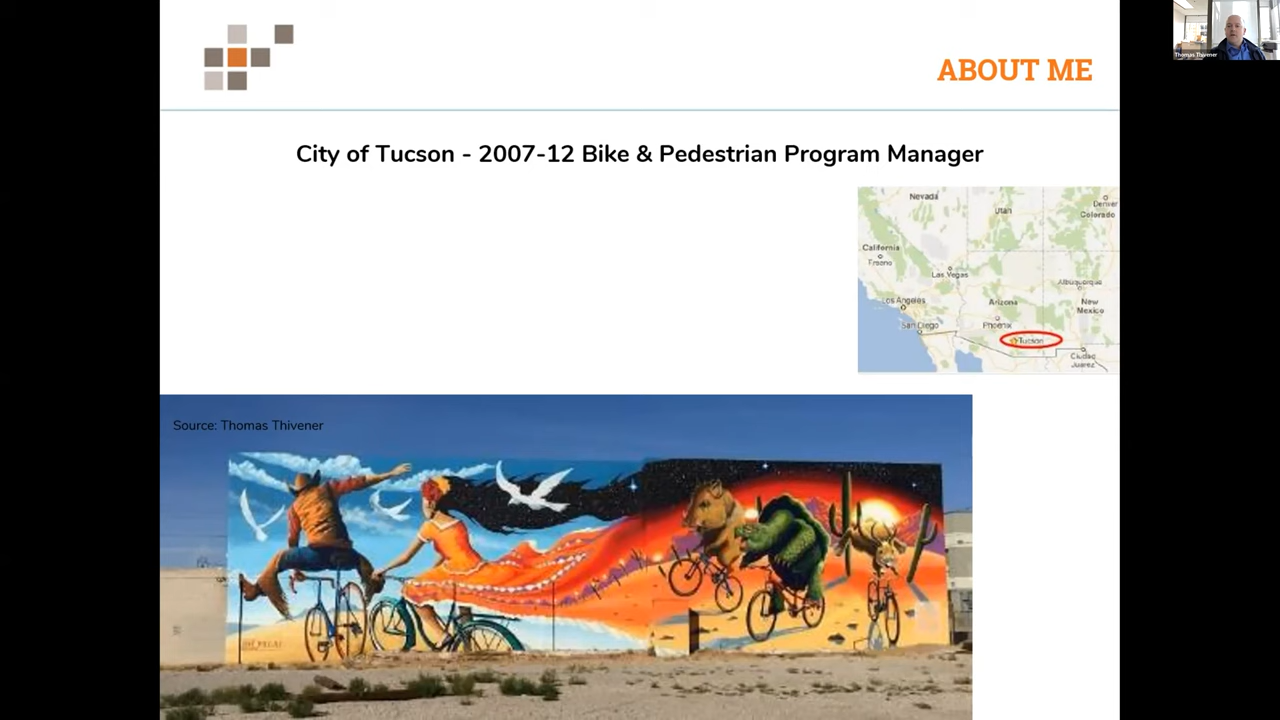 Thomas Thivener
ABOUT ME
City of Tucson - 2007-12 Bike & Pedestrian Program Manager
Nevada
Utah
Denver
Colorado
California
Fresno
Las Vegas
Albuquerque
Los Angeles
Arizona
New
Mexico
San Diego
Phoenix
Tucson
Ciudad
Juarez
Source: Thomas Thivener